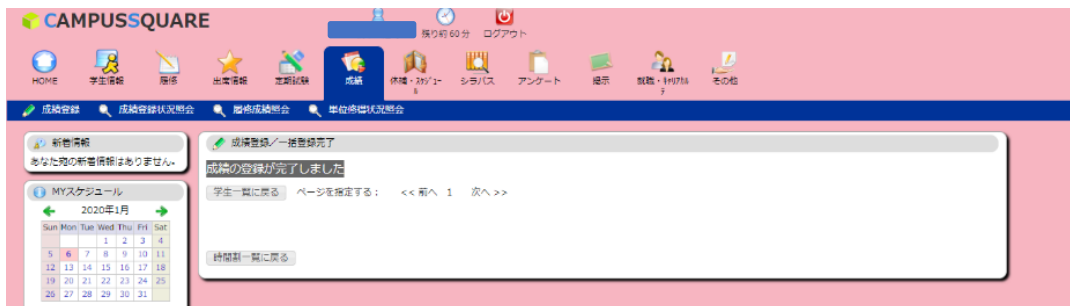 CAMPUSSQUARE
残り約60分 ログアウト
HOME 学生情報 履修 出席情報 定期試験 成績 休補・ｽｹｼﾞｭｰﾙ シラバス アンケート 掲示 就職・ｷｬﾘｱｶﾙﾃ その他
成績登録 成績登録状況照会 履修成績照会 単位修得状況照会
新着情報
あなた宛の新着情報はありません。
MYスケジュール
2020年1月
Sun Mon Tue Wed Thu Fri Sat
1 2 3 4
5 6 7 8 9 10 11
12 13 14 15 16 17 18
19 20 21 22 23 24 25
26 27 28 29 30 31
成績登録／一括登録完了
成績の登録が完了しました
学生一覧に戻る ページを指定する： <<前へ 1 次へ>>
時間割一覧に戻る